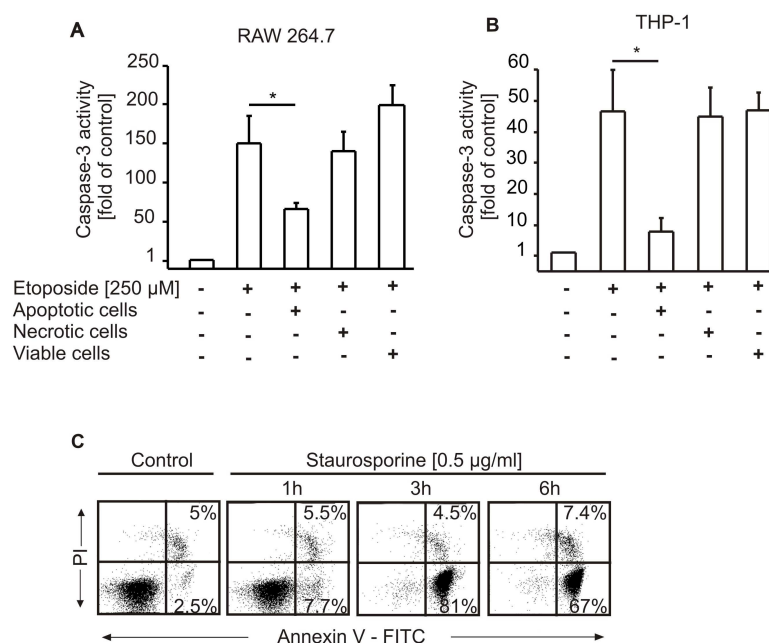 A
RAW 264.7
Caspase-3 activity
[fold of control]
250
200
150
100
50
1
*
B
THP-1
Caspase-3 activity
[fold of control]
60
50
40
30
20
10
1
*
Etoposide [250 µM] - + + + + - + + + +
Apoptotic cells - - + - - - - + - -
Necrotic cells - - - + - - - - + -
Viable cells - - - - + - - - - +
C
Control
Staurosporine [0.5 µg/ml]
1h 3h 6h
PI
5% 5.5% 4.5% 7.4%
2.5% 7.7% 81% 67%
Annexin V - FITC